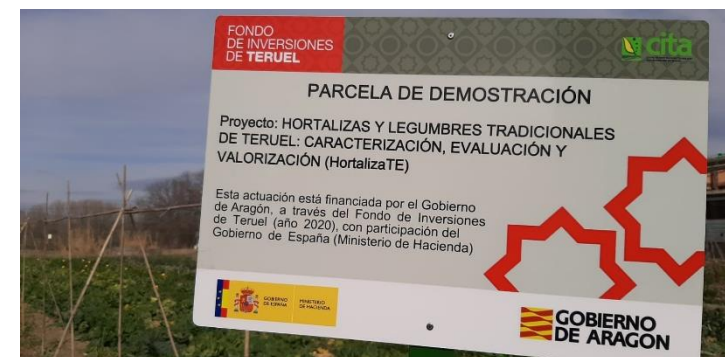 FONDO
DE INVERSIONES
DE TERUEL
cita
PARCELA DE DEMOSTRACIÓN
Proyecto: HORTALIZAS Y LEGUMBRES TRADICIONALES
DE TERUEL: CARACTERIZACIÓN, EVALUACIÓN Y
VALORIZACIÓN (HortalizaTE)
Esta actuación está financiada por el Gobierno
de Aragón, a través del Fondo de Inversiones
de Teruel (año 2020), con participación del
Gobierno de España (Ministerio de Hacienda)
GOBIERNO
DE ESPAÑA
MINISTERIO
DE HACIENDA
GOBIERNO
DE ARAGON